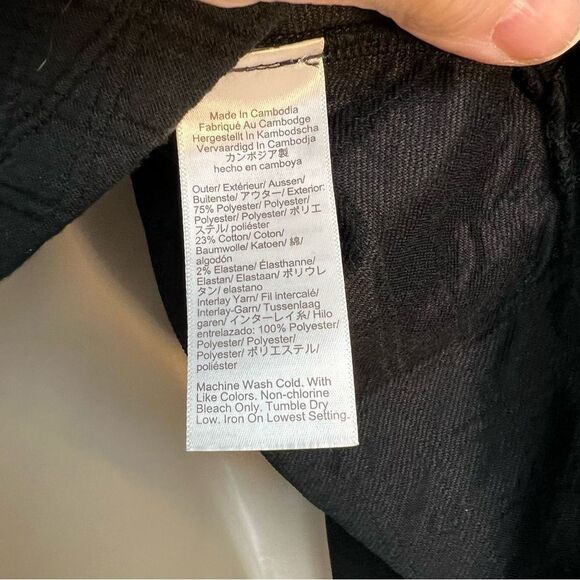 Made In Cambodia
Fabriqué Au Cambodge
Hergestellt In Kambodscha
Vervaardigd In Cambodja
カンボジア製
hecho en camboya
Outer/ Extérieur/ Aussen/
Buitenste/ アウター/ Exterior:
75% Polyester/ Polyester/
Polyester/ Polyester/ ポリエ
ステル/ poliéster
23% Cotton/ Coton/
Baumwolle/ Katoen/ 綿/
algodón
2% Elastane/ Élasthanne/
Elastan/ Elastaan/ ポリウレ
タン/ elastano
Interlay Yarn/ Fil intercalé/
Interlay-Garn/ Tussenlaag
garen/ インターレイ糸/ Hilo
entrelazado: 100% Polyester/
Polyester/ Polyester/
Polyester/ ポリエステル/
poliéster
Machine Wash Cold. With
Like Colors. Non-chlorine
Bleach Only. Tumble Dry
Low. Iron On Lowest Setting.